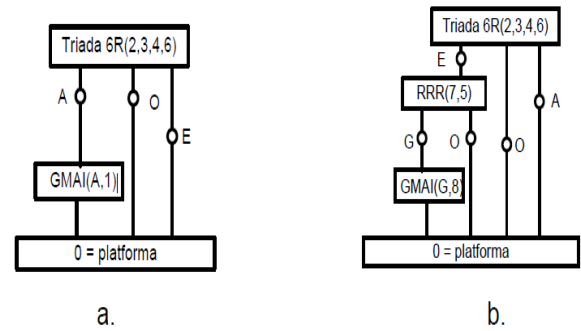 Triada 6R(2,3,4,6)
A
O
E
GMAI(A,1)|
0 = platforma
a.
Triada 6R(2,3,4,6)
E
RRR(7,5)
A
G
O
O
GMAI(G,8)
0 = platforma
b.